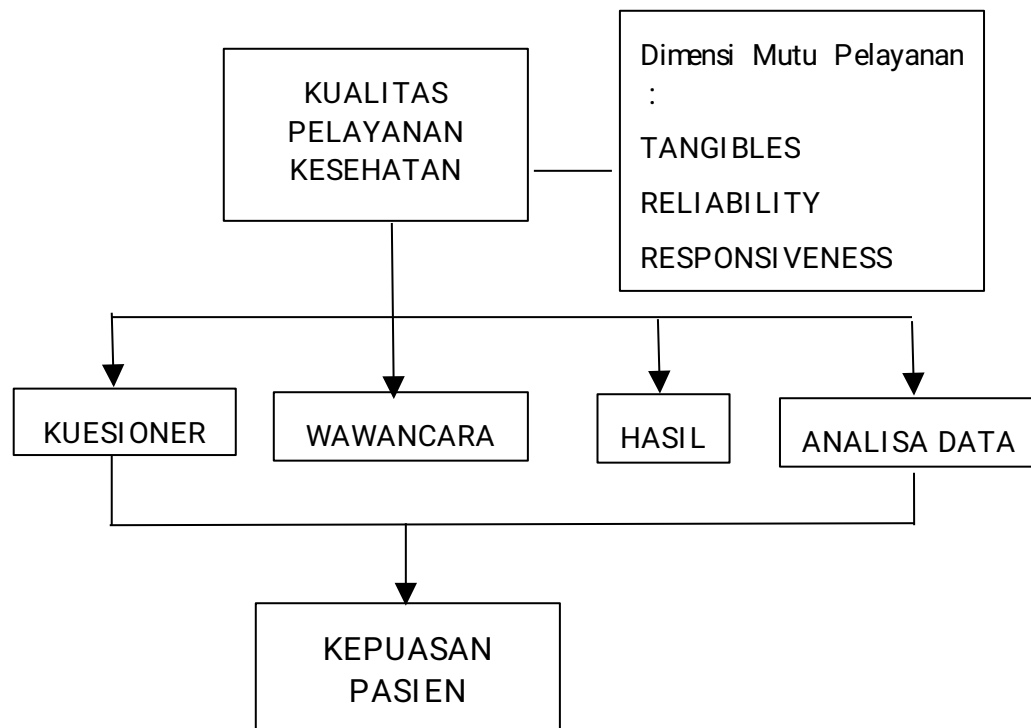 KUALITAS
PELAYANAN
KESEHATAN
Dimensi Mutu Pelayanan
:
TANGIBLES
RELIABILITY
RESPONSIVENESS
KUESIONER
WAWANCARA
HASIL
ANALISA DATA
KEPUASAN
PASIEN